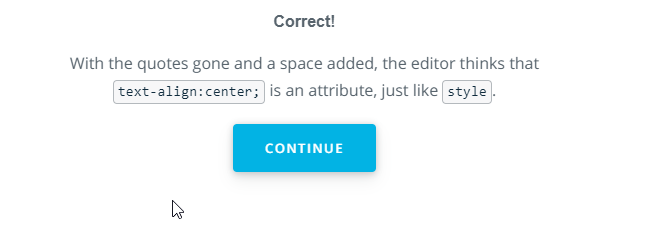 Correct!
With the quotes gone and a space added, the editor thinks that
text-align:center; is an attribute, just like style.
CONTINUE